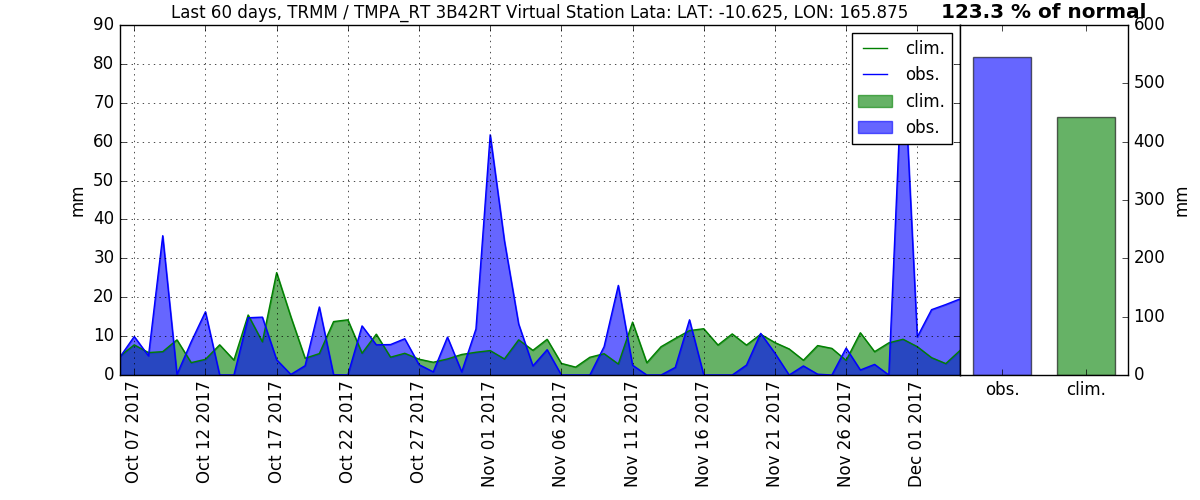 Last 60 days, TRMM / TMPA_RT 3B42RT Virtual Station Lata: LAT: -10.625, LON: 165.875
123.3 % of normal
90
80
70
60
50
40
30
20
10
0
mm
clim.
obs.
clim.
obs.
Oct 07 2017
Oct 12 2017
Oct 17 2017
Oct 22 2017
Oct 27 2017
Nov 01 2017
Nov 06 2017
Nov 11 2017
Nov 16 2017
Nov 21 2017
Nov 26 2017
Dec 01 2017
600
500
400
300
200
100
0
mm
obs.
clim.